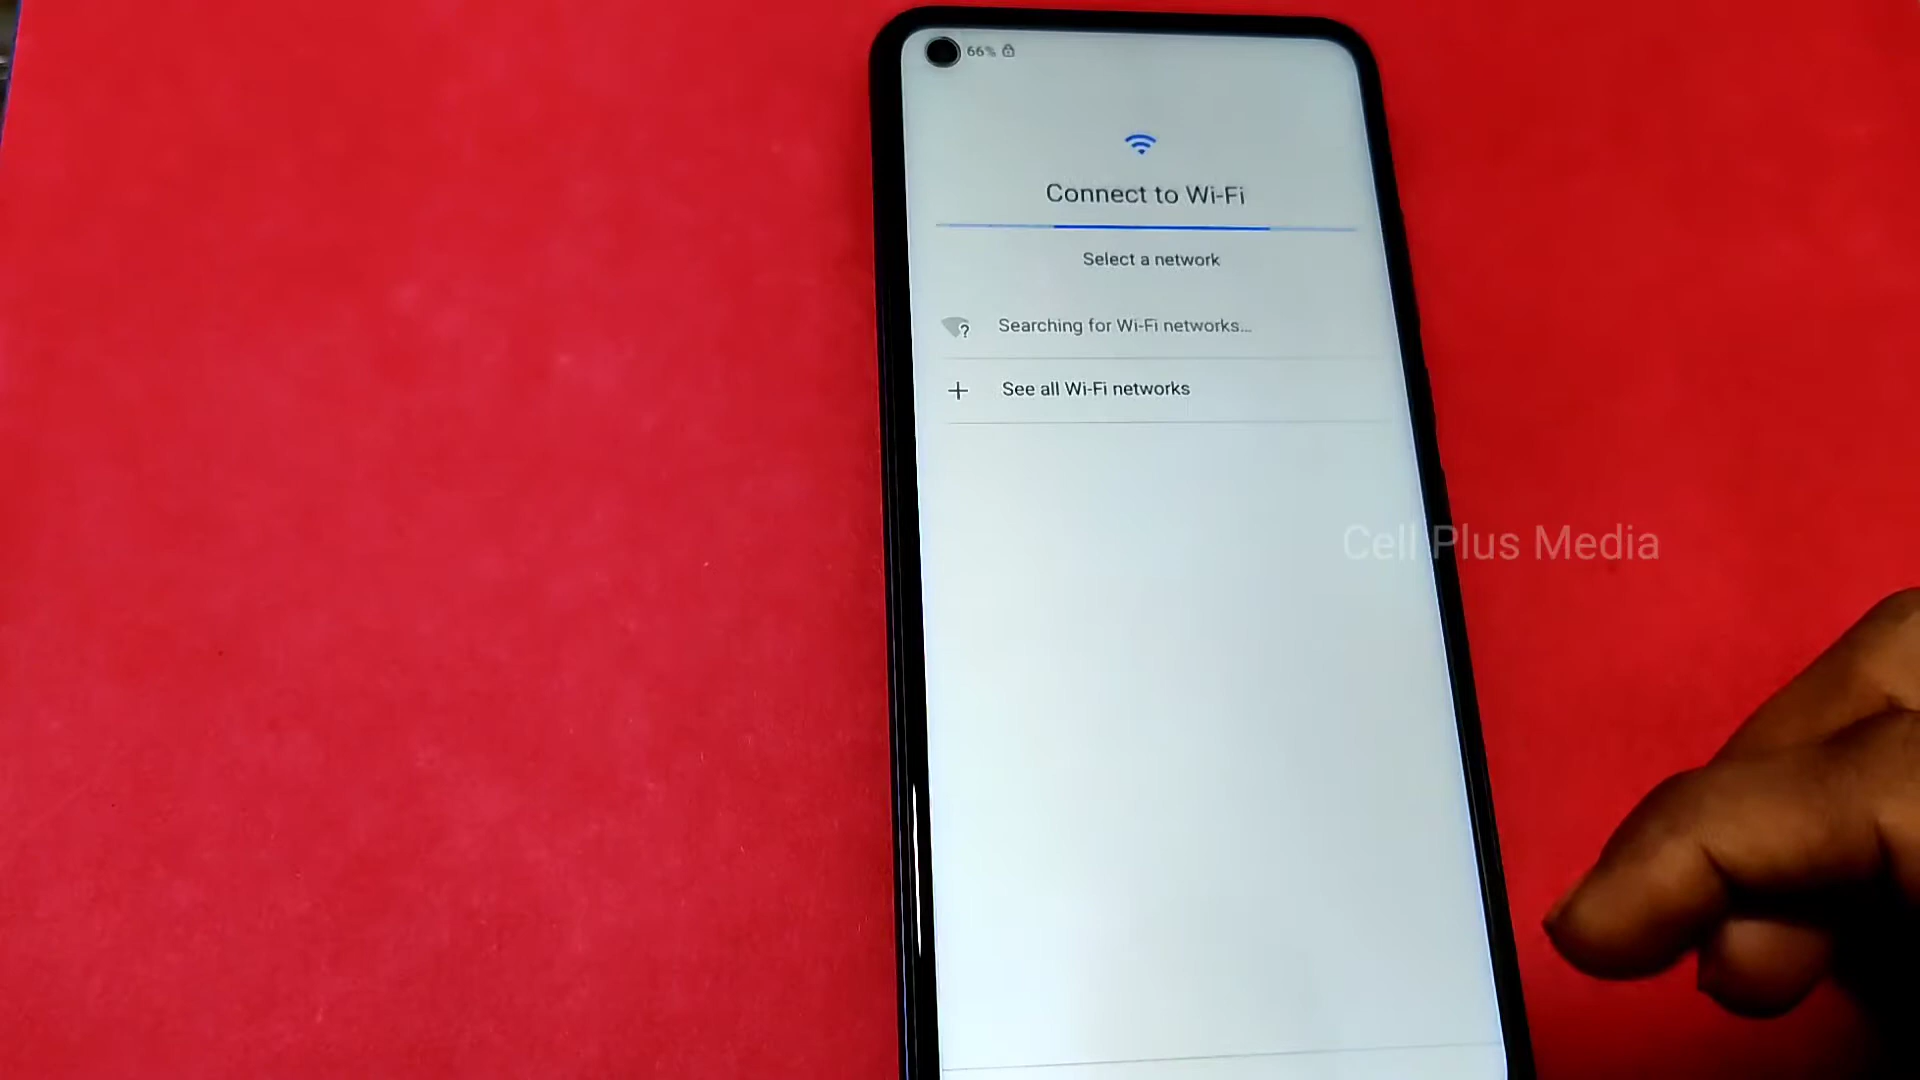 66%
Connect to Wi-Fi
Select a network
? Searching for Wi-Fi networks...
+ See all Wi-Fi networks
Cell Plus Media